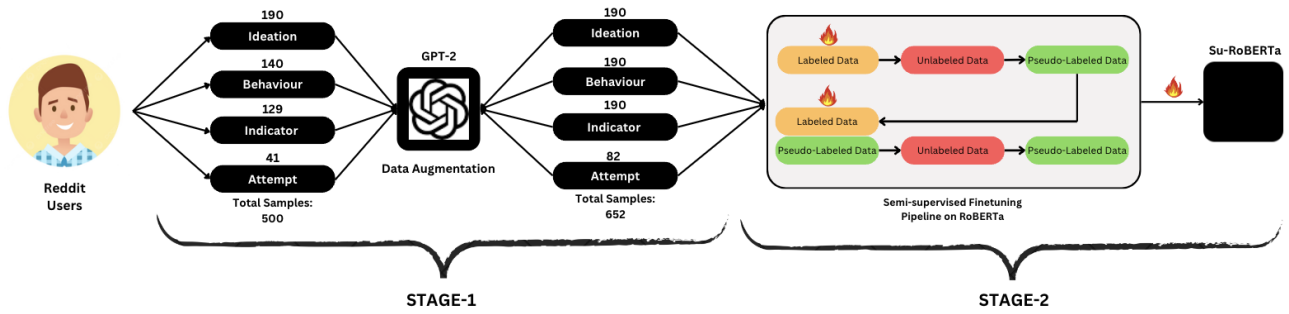 Reddit
Users
190
Ideation
140
Behaviour
129
Indicator
41
Attempt
Total Samples:
500
GPT-2
Data Augmentation
190
Ideation
190
Behaviour
190
Indicator
82
Attempt
Total Samples:
652
STAGE-1
Labeled Data
Unlabeled Data
Pseudo-Labeled Data
Labeled Data
Pseudo-Labeled Data
Unlabeled Data
Pseudo-Labeled Data
Semi-supervised Finetuning
Pipeline on RoBERTa
Su-RoBERTa
STAGE-2